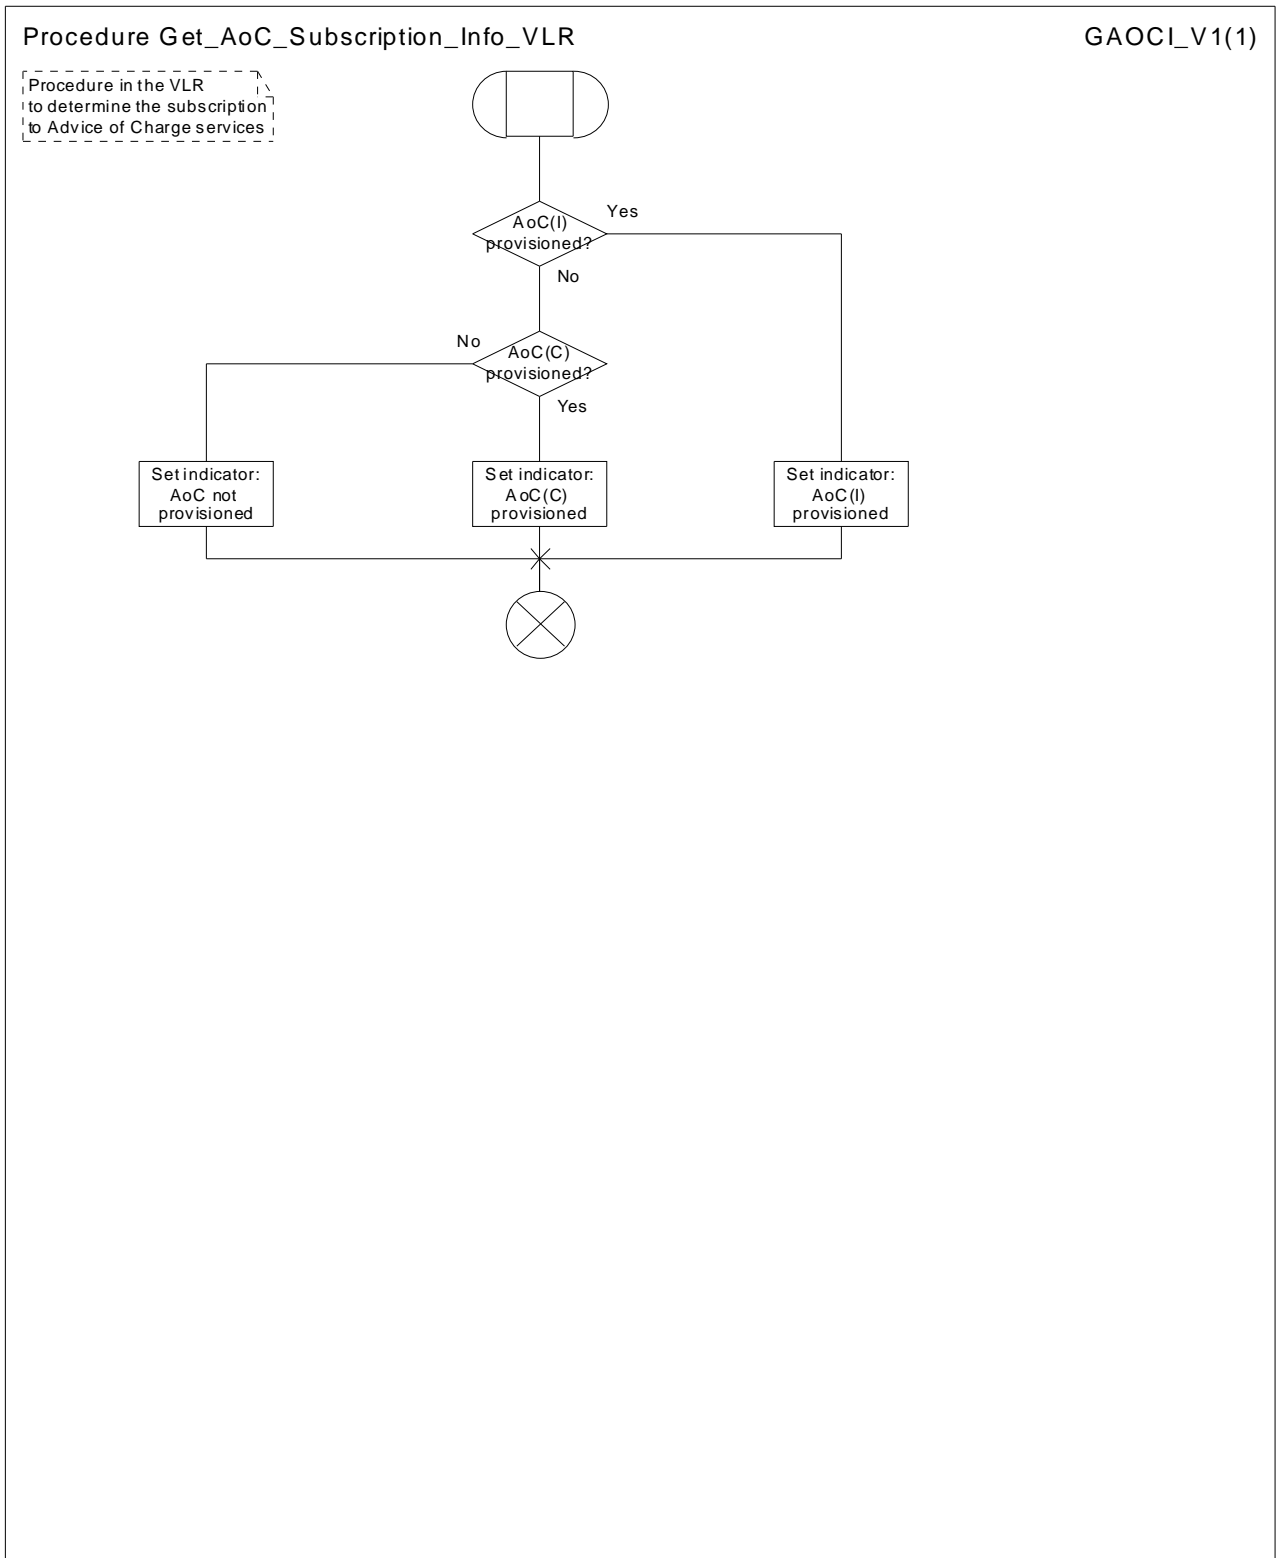 Procedure Get_AoC_Subscription_Info_VLR
GAOCI_V1(1)
Procedure in the VLR
to determine the subscription
to Advice of Charge services
AoC(I)
provisioned?
Yes
No
AoC(C)
provisioned?
No
Yes
Set indicator:
AoC not
provisioned
Set indicator:
AoC(C)
provisioned
Set indicator:
AoC(I)
provisioned